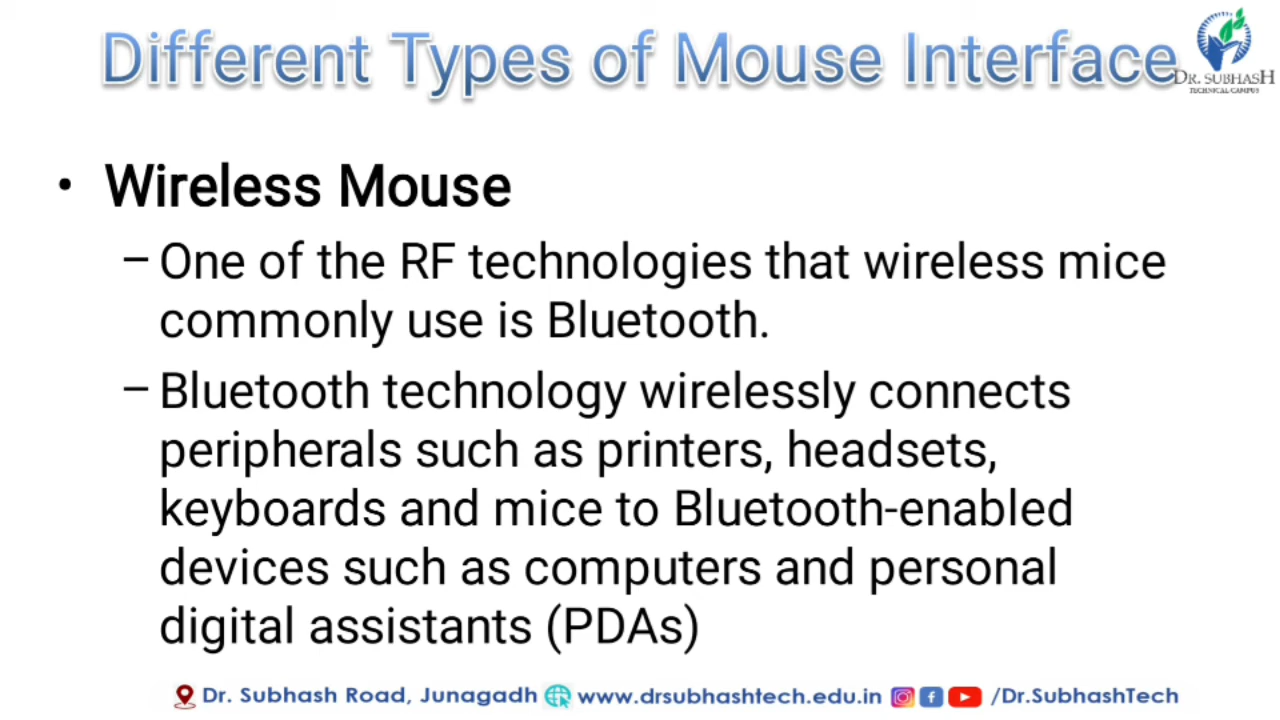 Different Types of Mouse Interface
DR. SUBHASH
TECHNICAL CAMPUS
• Wireless Mouse
– One of the RF technologies that wireless mice
commonly use is Bluetooth.
– Bluetooth technology wirelessly connects
peripherals such as printers, headsets,
keyboards and mice to Bluetooth-enabled
devices such as computers and personal
digital assistants (PDAs)
Dr. Subhash Road, Junagadh www.drsubhashtech.edu.in /Dr.SubhashTech